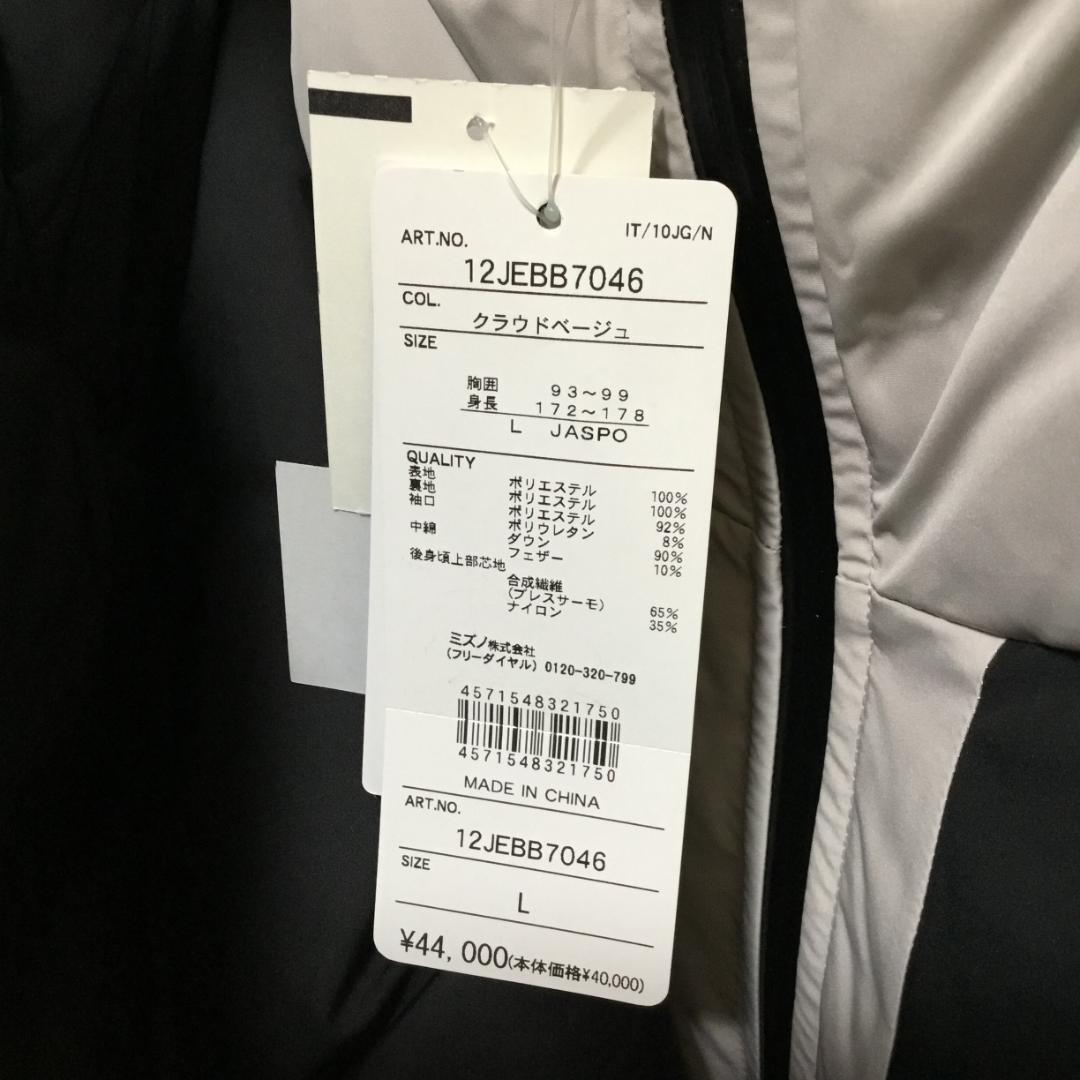 IT/10JG/N
ART.NO.
12JEBB7046
COL.
クラウドベージュ
SIZE
胸囲 93～99
身長 172～178
L JASPO
QUALITY
表地 ポリエステル 100%
裏地 ポリエステル 100%
袖口 ポリエステル 92%
ポリウレタン 8%
中綿 ダウン 90%
フェザー 10%
後身頃上部芯地
合成繊維
(ブレスサーモ) 65%
ナイロン 35%
ミズノ株式会社
(フリーダイヤル) 0120-320-799
4571548321750
4571548321750
MADE IN CHINA
ART.NO.
12JEBB7046
SIZE
L
¥44,000(本体価格¥40,000)